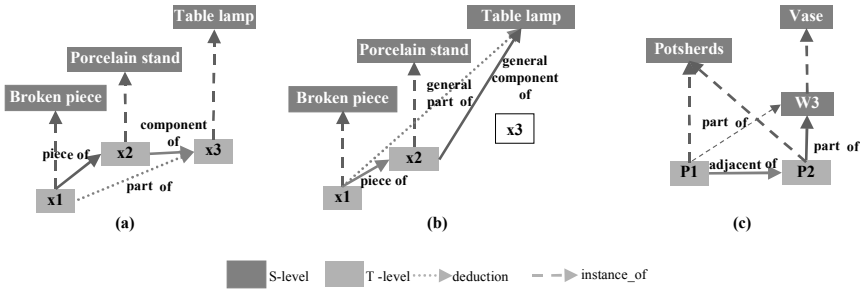 Table lamp
Porcelain stand
Broken piece
component
of
piece of
x2
x3
part of
x1
(a)
Table lamp
Porcelain stand
Broken piece
general
component
of
general
part of
x3
x2
piece of
x1
(b)
Vase
Potsherds
W3
part of
part of
P1
adjacent of
P2
(c)
S-level
T -level
deduction
instance_of